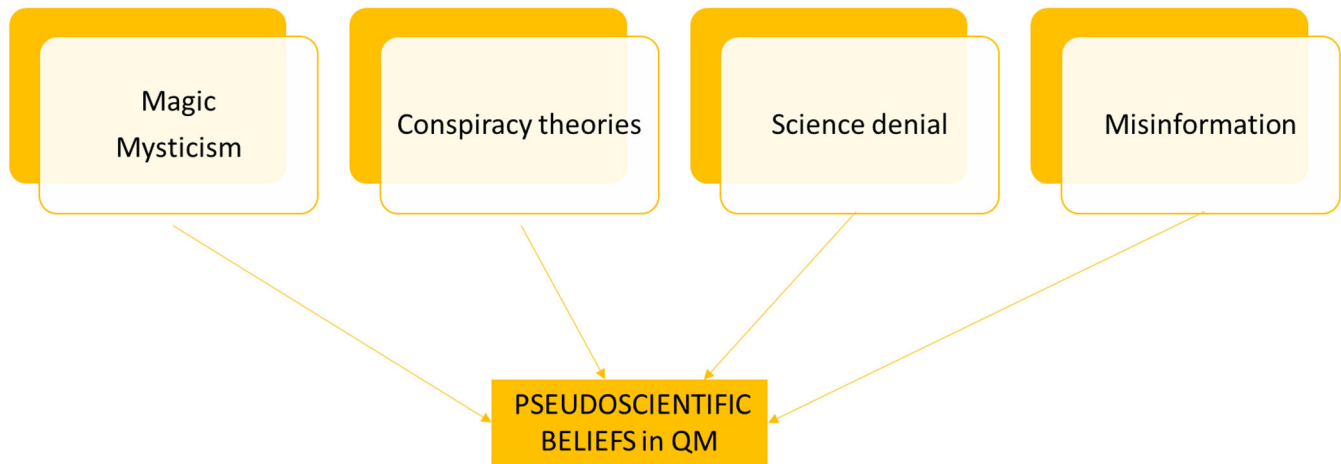 Magic
Mysticism
Conspiracy theories
Science denial
Misinformation
PSEUDOSCIENTIFIC
BELIEFS in QM